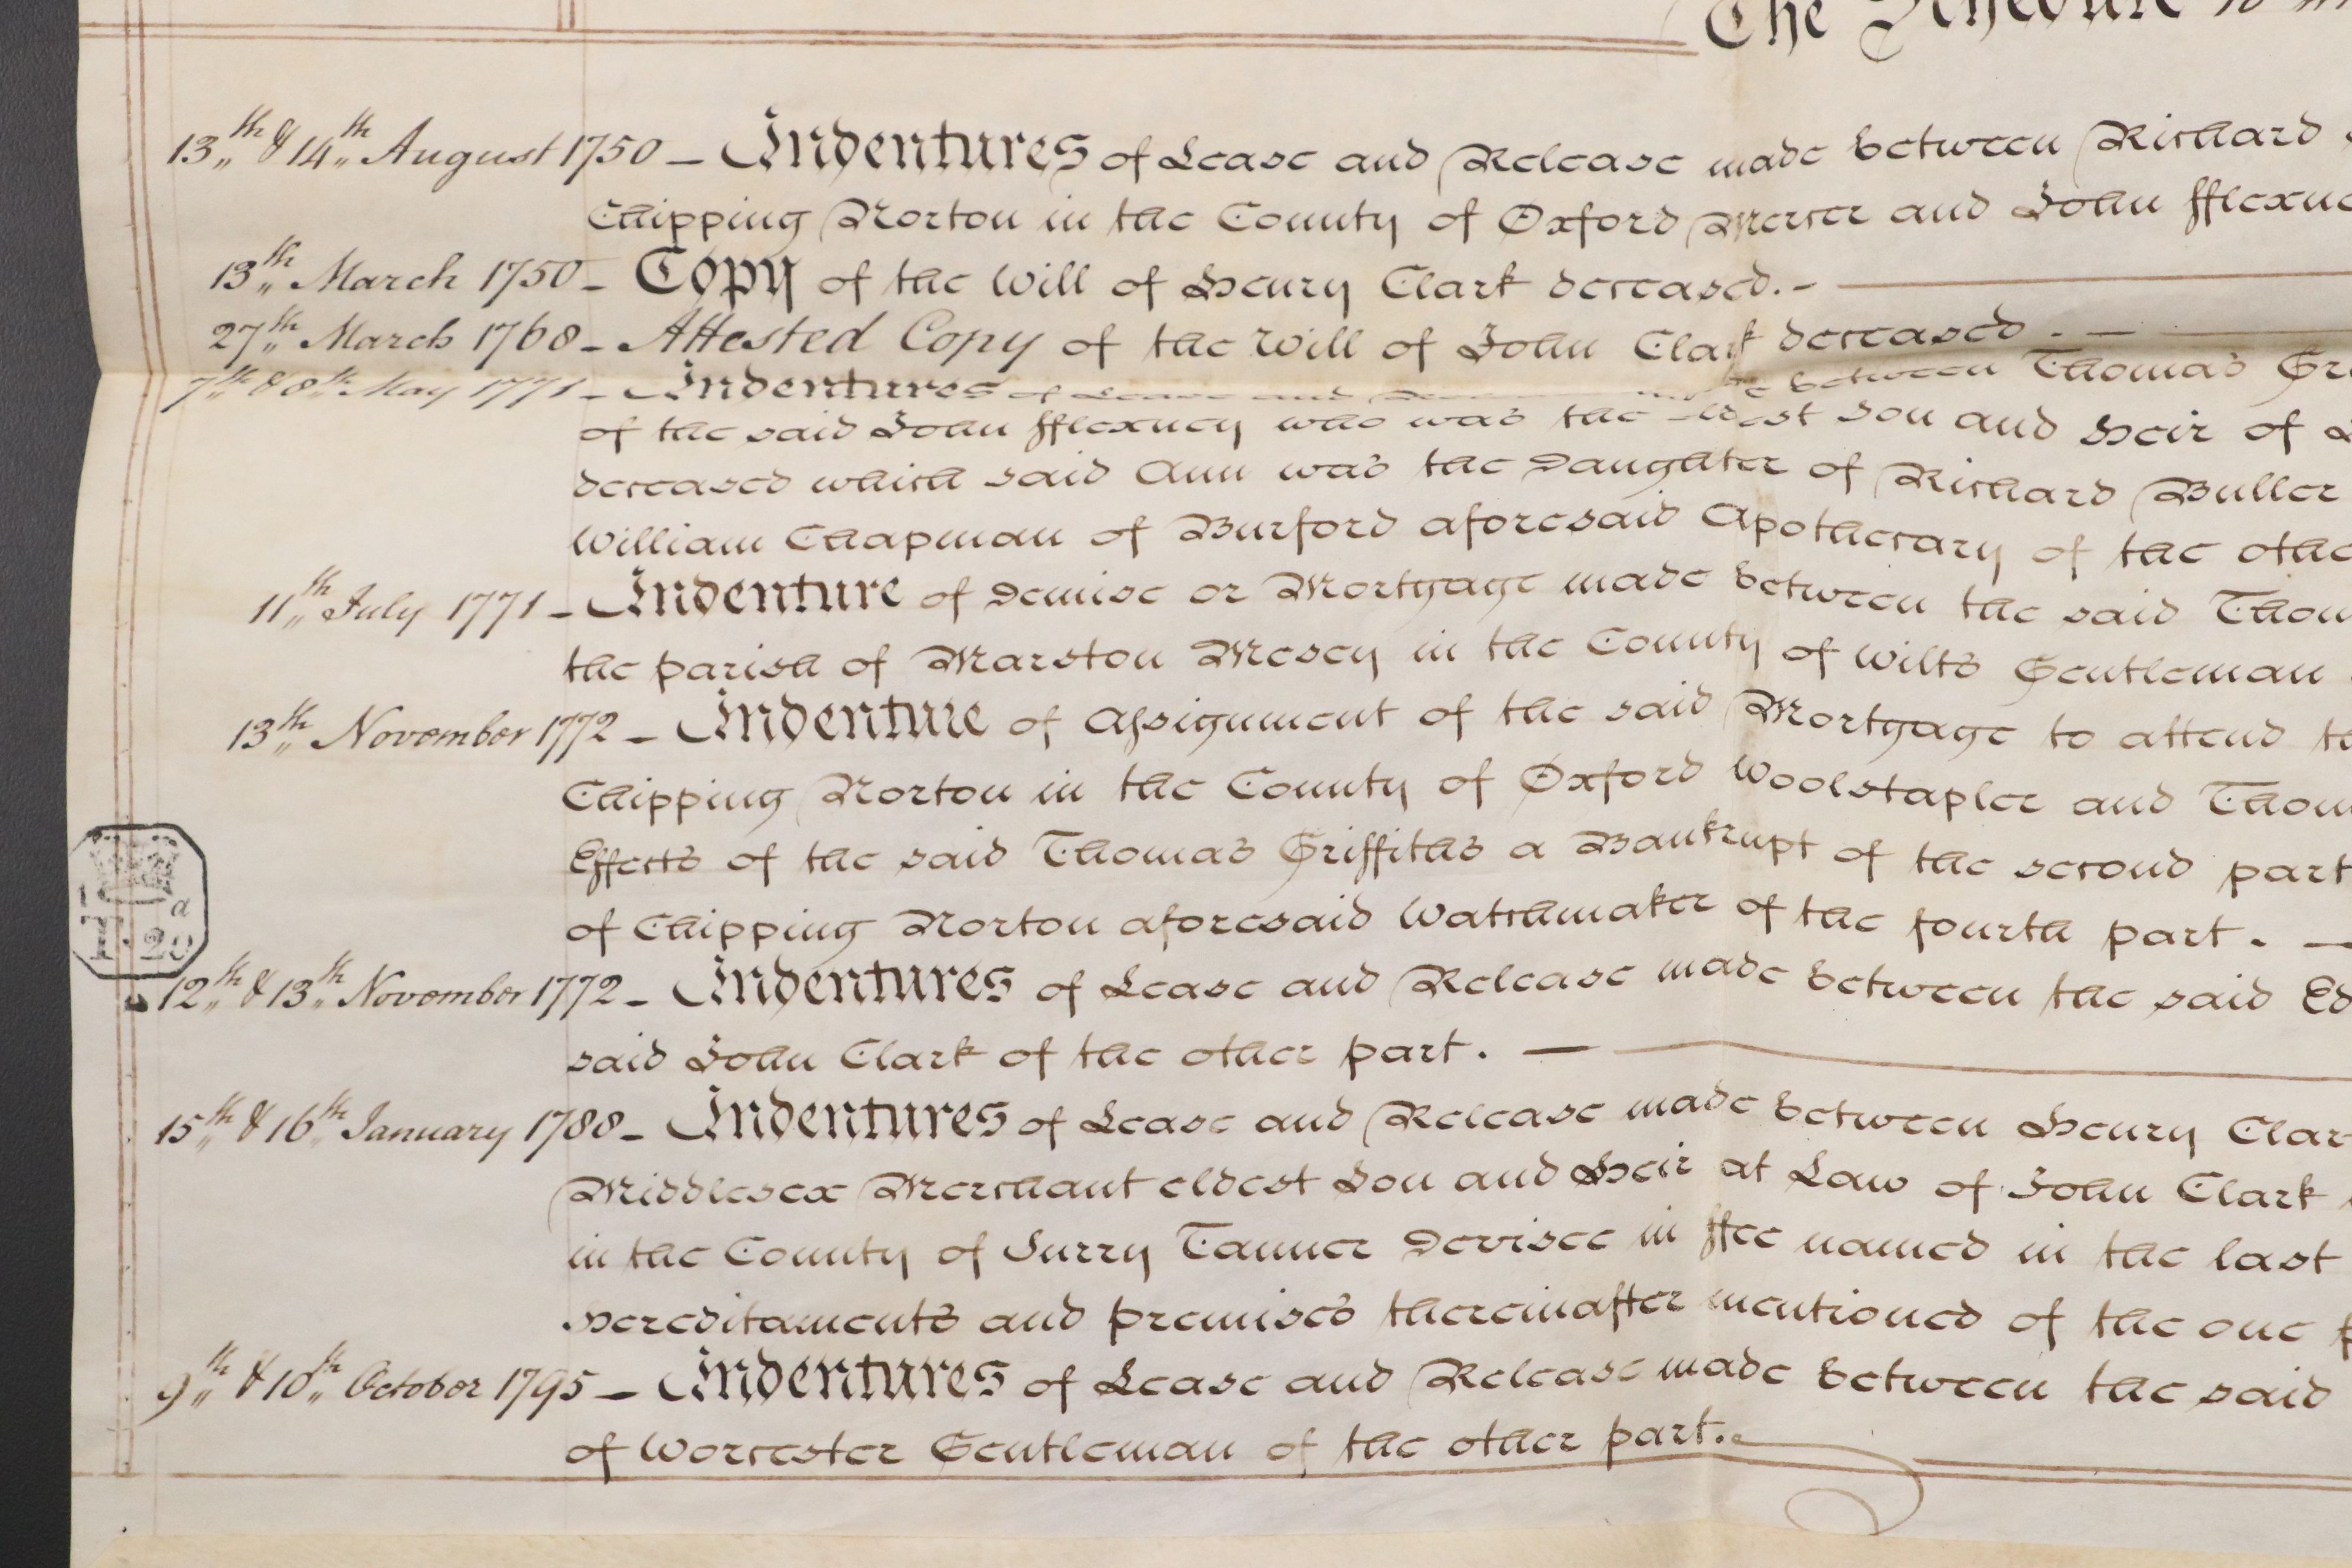 The Schedule to
13th & 14th August 1750 – Indentures of Lease and Release made between Richard
Chipping Norton in the County of Oxford Mercer and John fflexne
13th March 1750 – Copy of the Will of Henry Clark deceased. –
27th March 1768 – Attested Copy of the Will of John Clark deceased. –
7th & 8th May 1771 – Indentures of Lease and between Thomas Gr
of the said John fflexney who was the eldest Son and Heir of
deceased which said Ann was the Daughter of Richard Buller
William Chapman of Burford aforesaid Apothecary of the othe
11th July 1771 – Indenture of Demise or Mortgage made between the said Thom
the parish of Marston Mesey in the County of Wilts Gentleman
13th November 1772 – Indenture of Assignment of the said Mortgage to attend t
Chipping Norton in the County of Oxford Woolstapler and Thom
Effects of the said Thomas Griffiths a Bankrupt of the second part
of Chipping Norton aforesaid Watchmaker of the fourth part. –
12th & 13th November 1772 – Indentures of Lease and Release made between the said Ed
said John Clark of the other part. –
15th & 16th January 1788 – Indentures of Lease and Release made between Henry Clar
Middlesex Merchant eldest Son and Heir at Law of John Clark
in the County of Surry Tanner Devisee in ffee named in the last
Hereditaments and premises thereinafter mentioned of the one
9th & 10th October 1795 – Indentures of Lease and Release made between the said
of Worcester Gentleman of the other part.